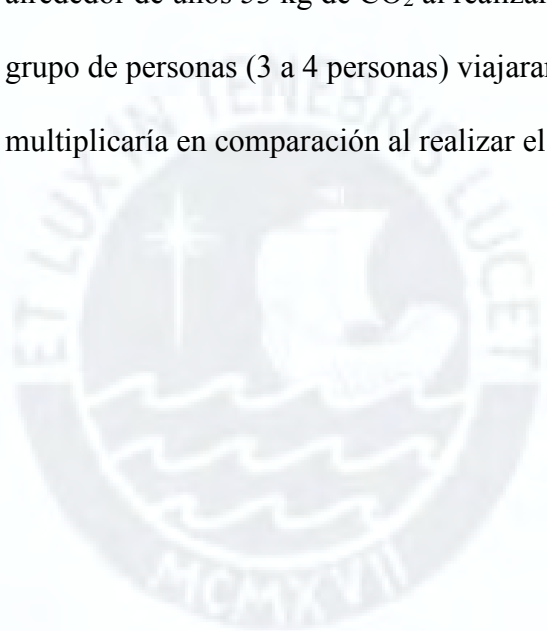 alrededor de unos 53 kg de CO₂ al realizar
grupo de personas (3 a 4 personas) viajaran
multiplicaría en comparación al realizar el
ET LUX IN TENEBRIS LUCET
MCMXVII